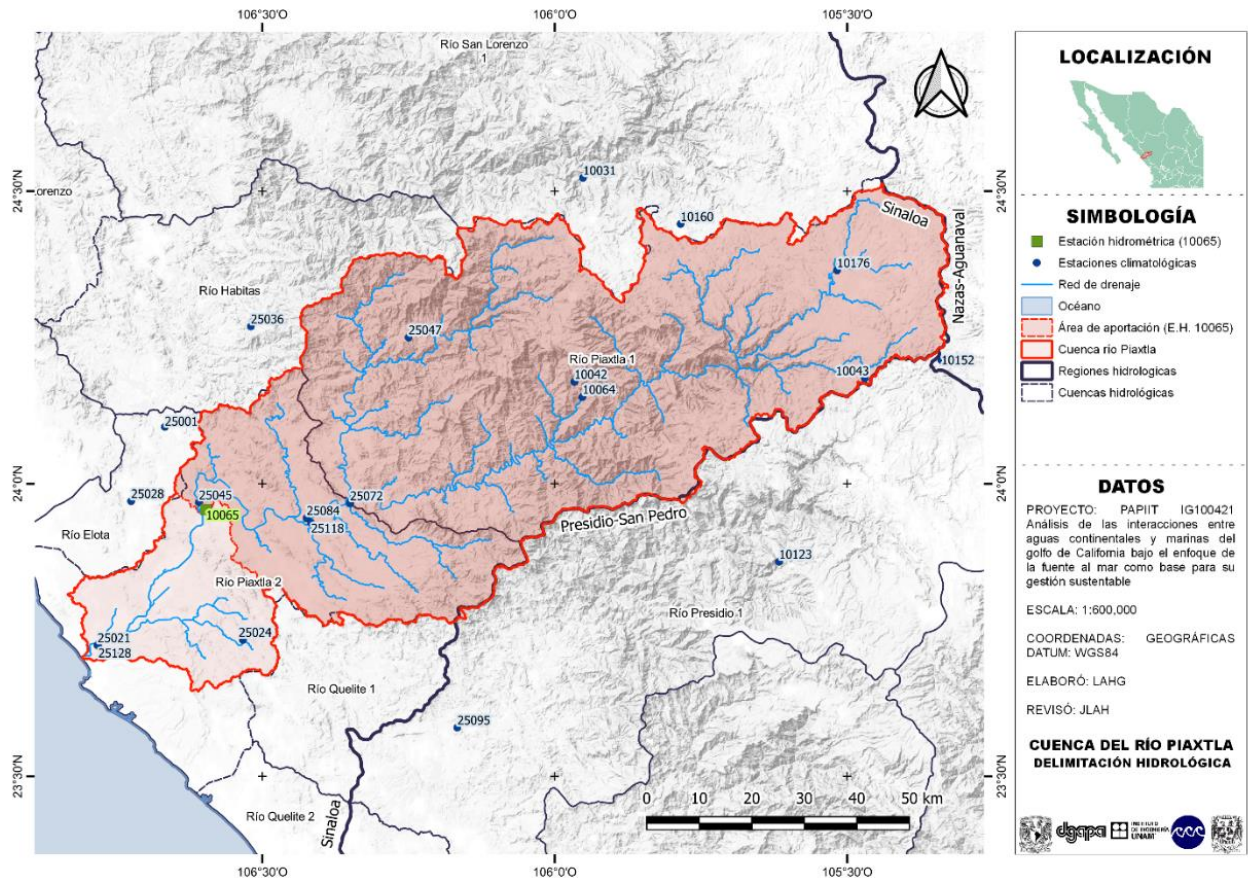 106°30'O
106°0'O
105°30'O
Río San Lorenzo
1
10031
24°30'N
24°30'N
orenzo
10160
Sinaloa
10176
Nazas-Aguanaval
Río Habitas
25036
25047
Río Piaxtla 1
10042
10064
10043
10152
25001
24°0'N
24°0'N
25028
25045
10065
25072
25084
25118
Río Elota
Presidio-San Pedro
10123
Río Piaxtla 2
Río Presidio 1
25021
25128
25024
Río Quelite 1
25095
23°30'N
23°30'N
Río Quelite 2
Sinaloa
0
10
20
30
40
50 km
106°30'O
106°0'O
105°30'O
LOCALIZACIÓN
SIMBOLOGÍA
Estación hidrométrica (10065)
Estaciones climatológicas
Red de drenaje
Océano
Área de aportación (E.H. 10065)
Cuenca río Piaxtla
Regiones hidrologicas
Cuencas hidrológicas
DATOS
PROYECTO: PAPIIT IG100421
Análisis de las interacciones entre
aguas continentales y marinas del
golfo de California bajo el enfoque de
la fuente al mar como base para su
gestión sustentable
ESCALA: 1:600,000
COORDENADAS: GEOGRÁFICAS
DATUM: WGS84
ELABORÓ: LAHG
REVISÓ: JLAH
CUENCA DEL RÍO PIAXTLA
DELIMITACIÓN HIDROLÓGICA
dgapa
INSTITUTO
DE INGENIERÍA
UNAM